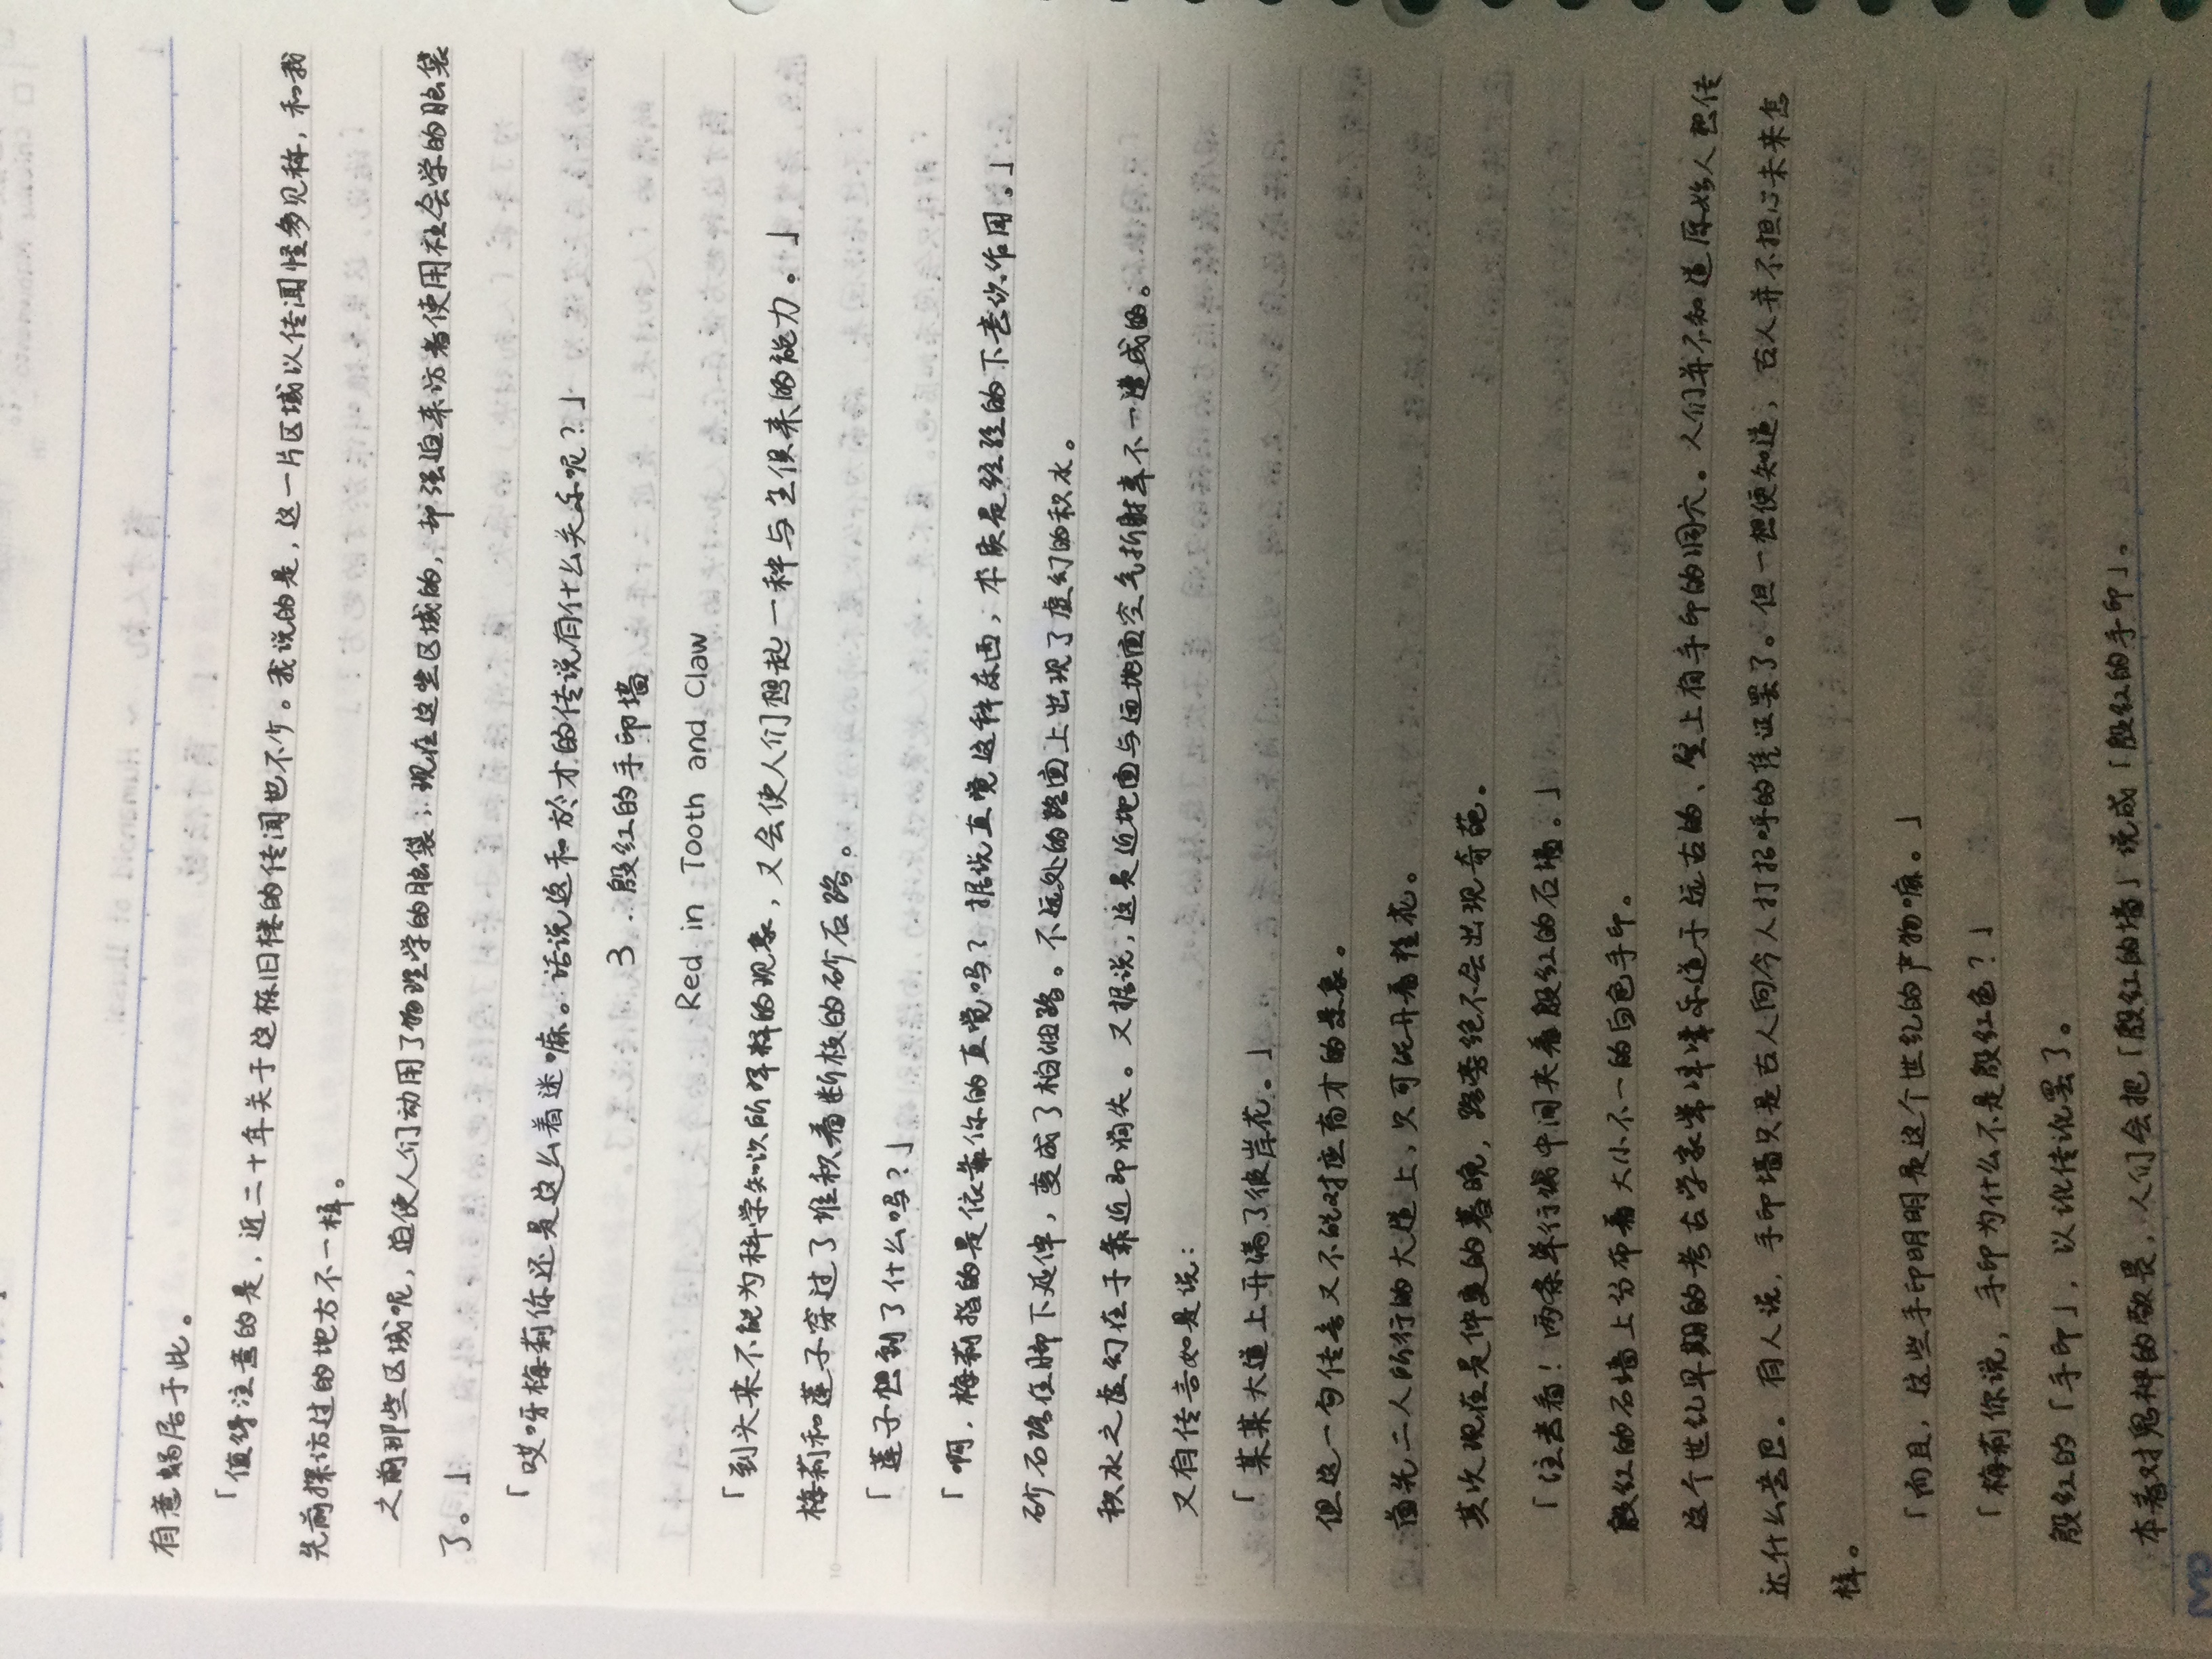 有意蜗居于此。
「值得注意的是，近二十年关于这栋旧楼的传闻也不少。我说的是，这一片区域以传闻怪多见称，和我
先前探访过的地方不一样。
之前那些区域呢，迫使人们动用了物理学的脑袋；现在这些区域的，却强迫来访者使用社会学的脑袋
了。」
「哎呀梅莉你还是这么着迷嘛。话说这和於才的传说有什么关系呢？」
3．殷红的手印墙
Red in Tooth and Claw
「到头来不能为科学知识所解释的现象，又会使人们想起一种与生俱来的能力。」
梅莉和莲子穿过了堆积着断枝的砂石路。
「莲子想到了什么吗？」
「啊，梅莉指的是依靠你的直觉吗？据说直觉这种东西，本质是经验的下意识作用。」
砂石路在脚下延伸，变成了柏油路。不远处的路面上出现了虚幻的积水。
积水之虚幻在于靠近即消失。又据说，这是近地面与远地面空气折射率不一造成的。
又有传言如是说：
「某某大道上开满了彼岸花。」
但这一句传言又不能对应育才的景象。
首先二人所行的大道上，只可能开着桂花。
其次现在是仲夏的暮晚，路旁绝不会出现奇葩。
「注意看！两条单行线中间夹着殷红的石墙。」
殷红的石墙上分布着大小不一的白色手印。
这个世纪早期的考古学家常津津乐道于远古的、壁上有手印的洞穴。人们并不知道原始人想传
达什么意思。有人说，手印墙只是古人向今人打招呼的凭证罢了。但一想便知道，古人并不担心未来怎
样。
「而且，这些手印明明是这个世纪的产物嘛。」
「梅莉你说，手印为什么不是殷红色？」
殷红的「手印」，以讹传讹罢了。
本着对鬼神的敬畏，人们会把「殷红的墙」说成「殷红的手印」。
MD